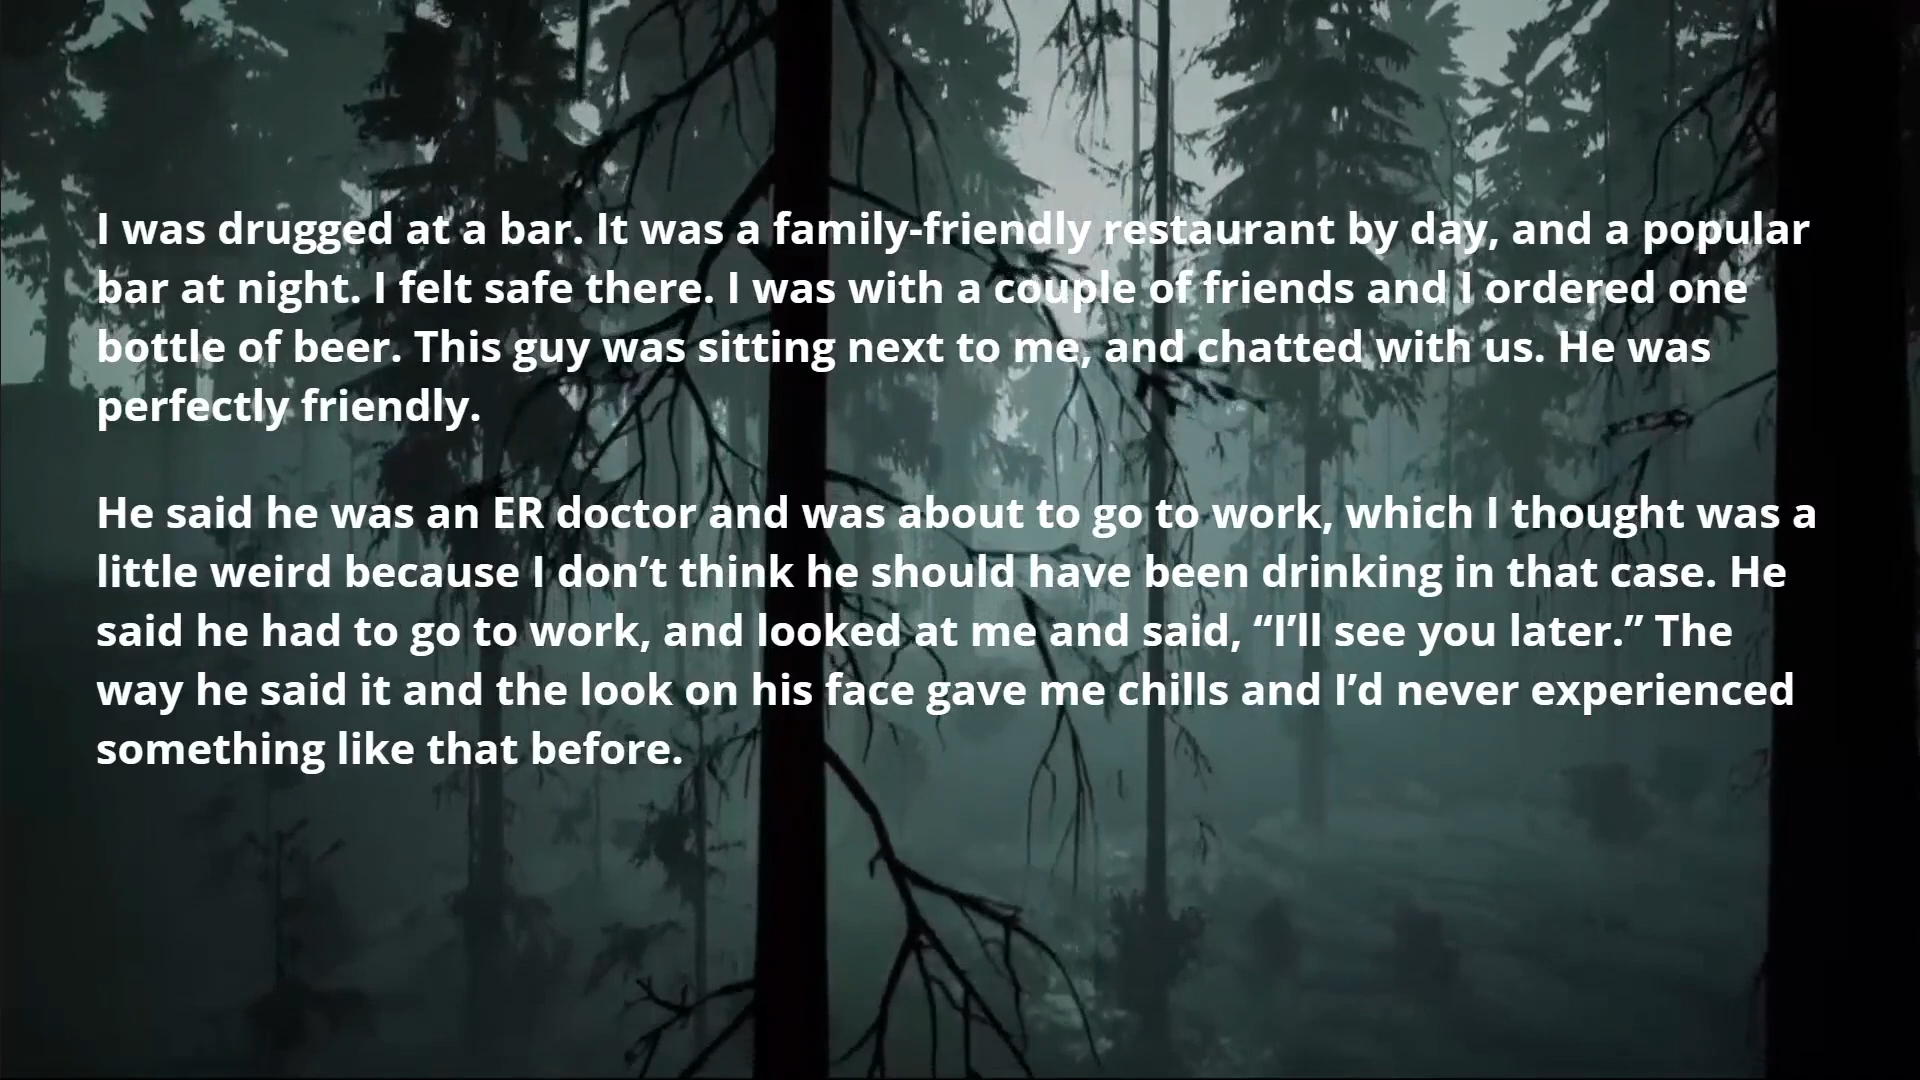 I was drugged at a bar. It was a family-friendly restaurant by day, and a popular
bar at night. I felt safe there. I was with a couple of friends and I ordered one
bottle of beer. This guy was sitting next to me, and chatted with us. He was
perfectly friendly.
He said he was an ER doctor and was about to go to work, which I thought was a
little weird because I don’t think he should have been drinking in that case. He
said he had to go to work, and looked at me and said, “I’ll see you later.” The
way he said it and the look on his face gave me chills and I’d never experienced
something like that before.